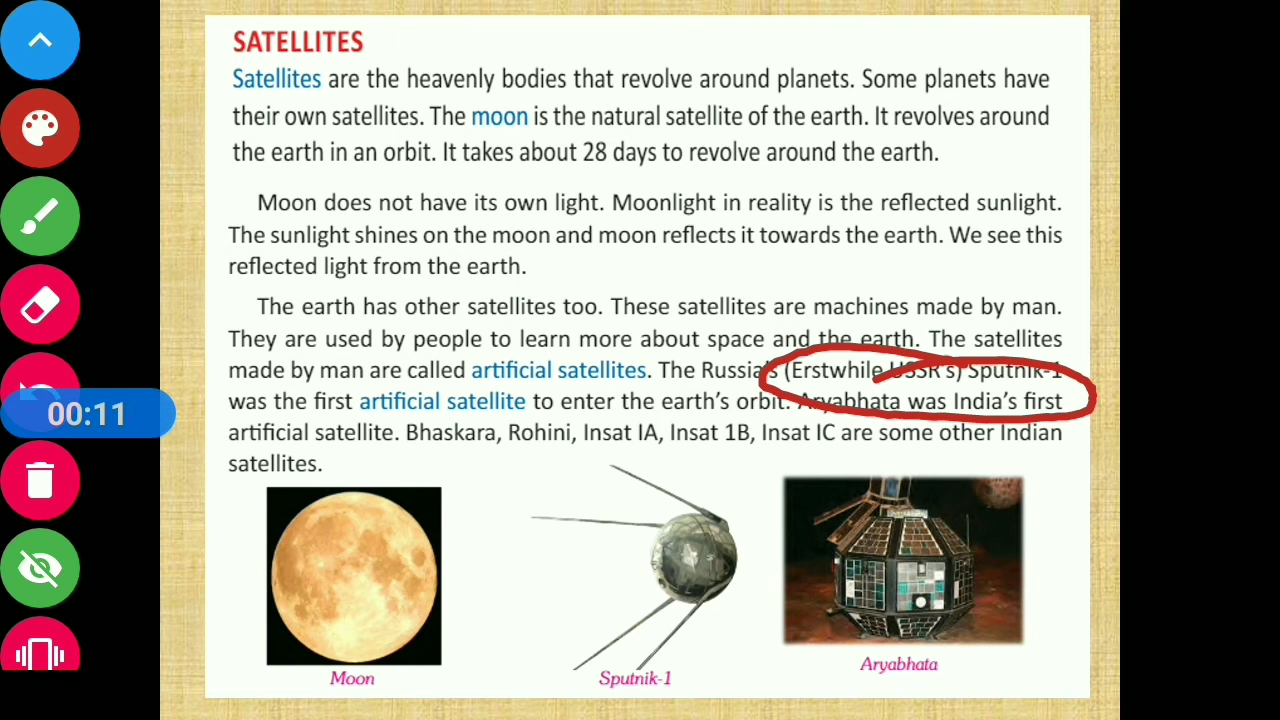 SATELLITES
Satellites are the heavenly bodies that revolve around planets. Some planets have
their own satellites. The moon is the natural satellite of the earth. It revolves around
the earth in an orbit. It takes about 28 days to revolve around the earth.
Moon does not have its own light. Moonlight in reality is the reflected sunlight.
The sunlight shines on the moon and moon reflects it towards the earth. We see this
reflected light from the earth.
The earth has other satellites too. These satellites are machines made by man.
They are used by people to learn more about space and the earth. The satellites
made by man are called artificial satellites. The Russia's (Erstwhile USSR's) Sputnik-1
was the first artificial satellite to enter the earth's orbit. Aryabhata was India's first
artificial satellite. Bhaskara, Rohini, Insat IA, Insat 1B, Insat IC are some other Indian
satellites.
00:11
Moon
Sputnik-1
Aryabhata